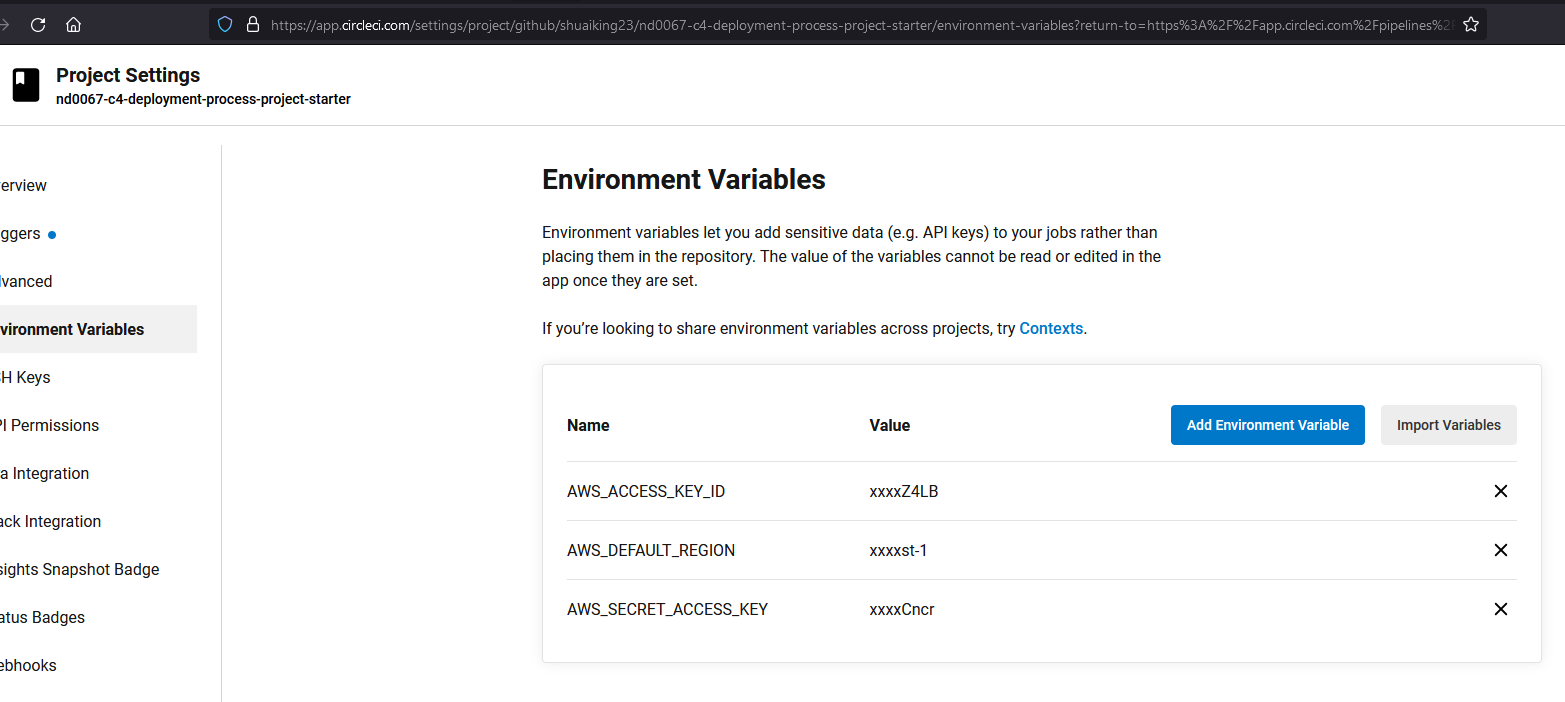 https://app.circleci.com/settings/project/github/shuaiking23/nd0067-c4-deployment-process-project-starter/environment-variables?return-to=https%3A%2F%2Fapp.circleci.com%2Fpipelines%2F
Project Settings
nd0067-c4-deployment-process-project-starter
erview
ggers
vanced
vironment Variables
H Keys
I Permissions
a Integration
ack Integration
sights Snapshot Badge
atus Badges
ebhooks
Environment Variables
Environment variables let you add sensitive data (e.g. API keys) to your jobs rather than
placing them in the repository. The value of the variables cannot be read or edited in the
app once they are set.
If you’re looking to share environment variables across projects, try Contexts.
Name Value Add Environment Variable Import Variables
AWS_ACCESS_KEY_ID xxxxZ4LB
AWS_DEFAULT_REGION xxxxst-1
AWS_SECRET_ACCESS_KEY xxxxCncr